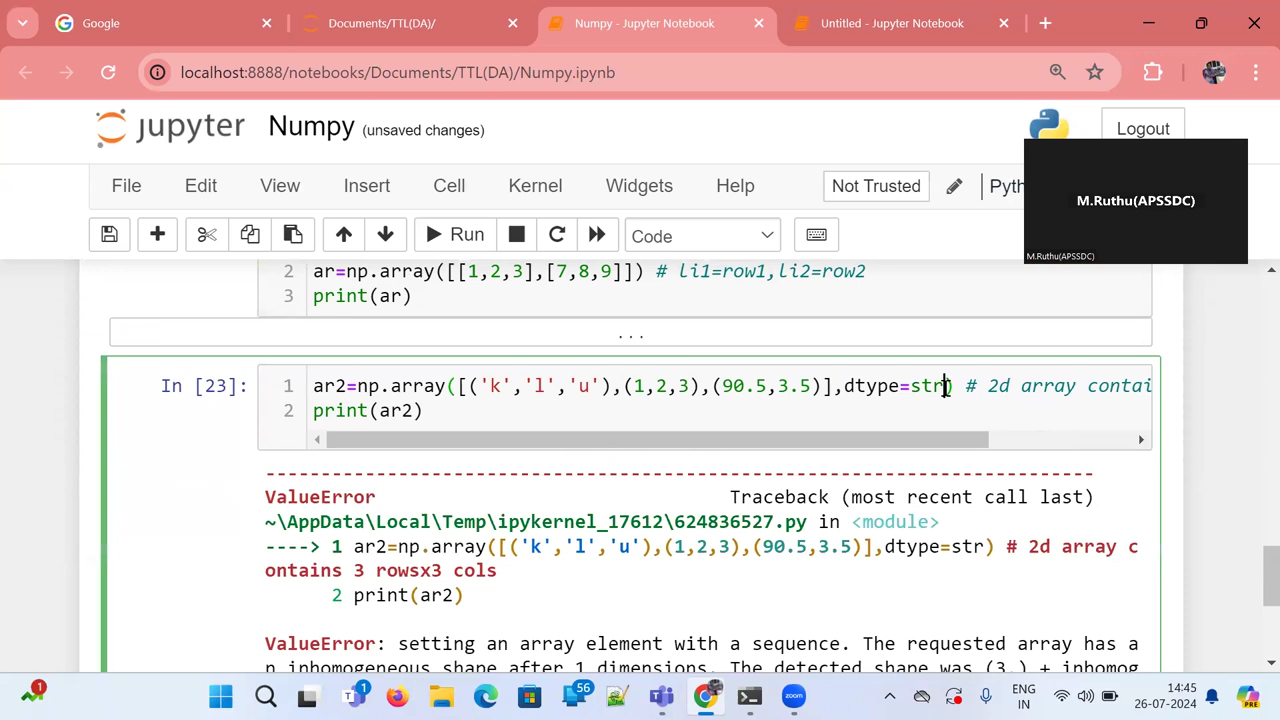 Google
Documents/TTL(DA)/
Numpy - Jupyter Notebook
Untitled - Jupyter Notebook
localhost:8888/notebooks/Documents/TTL(DA)/Numpy.ipynb
jupyter Numpy (unsaved changes)
Logout
File Edit View Insert Cell Kernel Widgets Help Not Trusted Pyth
M.Ruthu(APSSDC)
M.Ruthu(APSSDC)
Run Code
2 ar=np.array([[1,2,3],[7,8,9]]) # li1=row1,li2=row2
3 print(ar)
...
In [23]: 1 ar2=np.array([('k','l','u'),(1,2,3),(90.5,3.5)],dtype=str) # 2d array contai
2 print(ar2)
---------------------------------------------------------------------------
ValueError Traceback (most recent call last)
~\AppData\Local\Temp\ipykernel_17612\624836527.py in <module>
----> 1 ar2=np.array([('k','l','u'),(1,2,3),(90.5,3.5)],dtype=str) # 2d array c
ontains 3 rowsx3 cols
2 print(ar2)
ValueError: setting an array element with a sequence. The requested array has a
n inhomogeneous shape after 1 dimensions. The detected shape was (3,) + inhomog
1
1
56
ENG
IN
14:45
26-07-2024
PRE